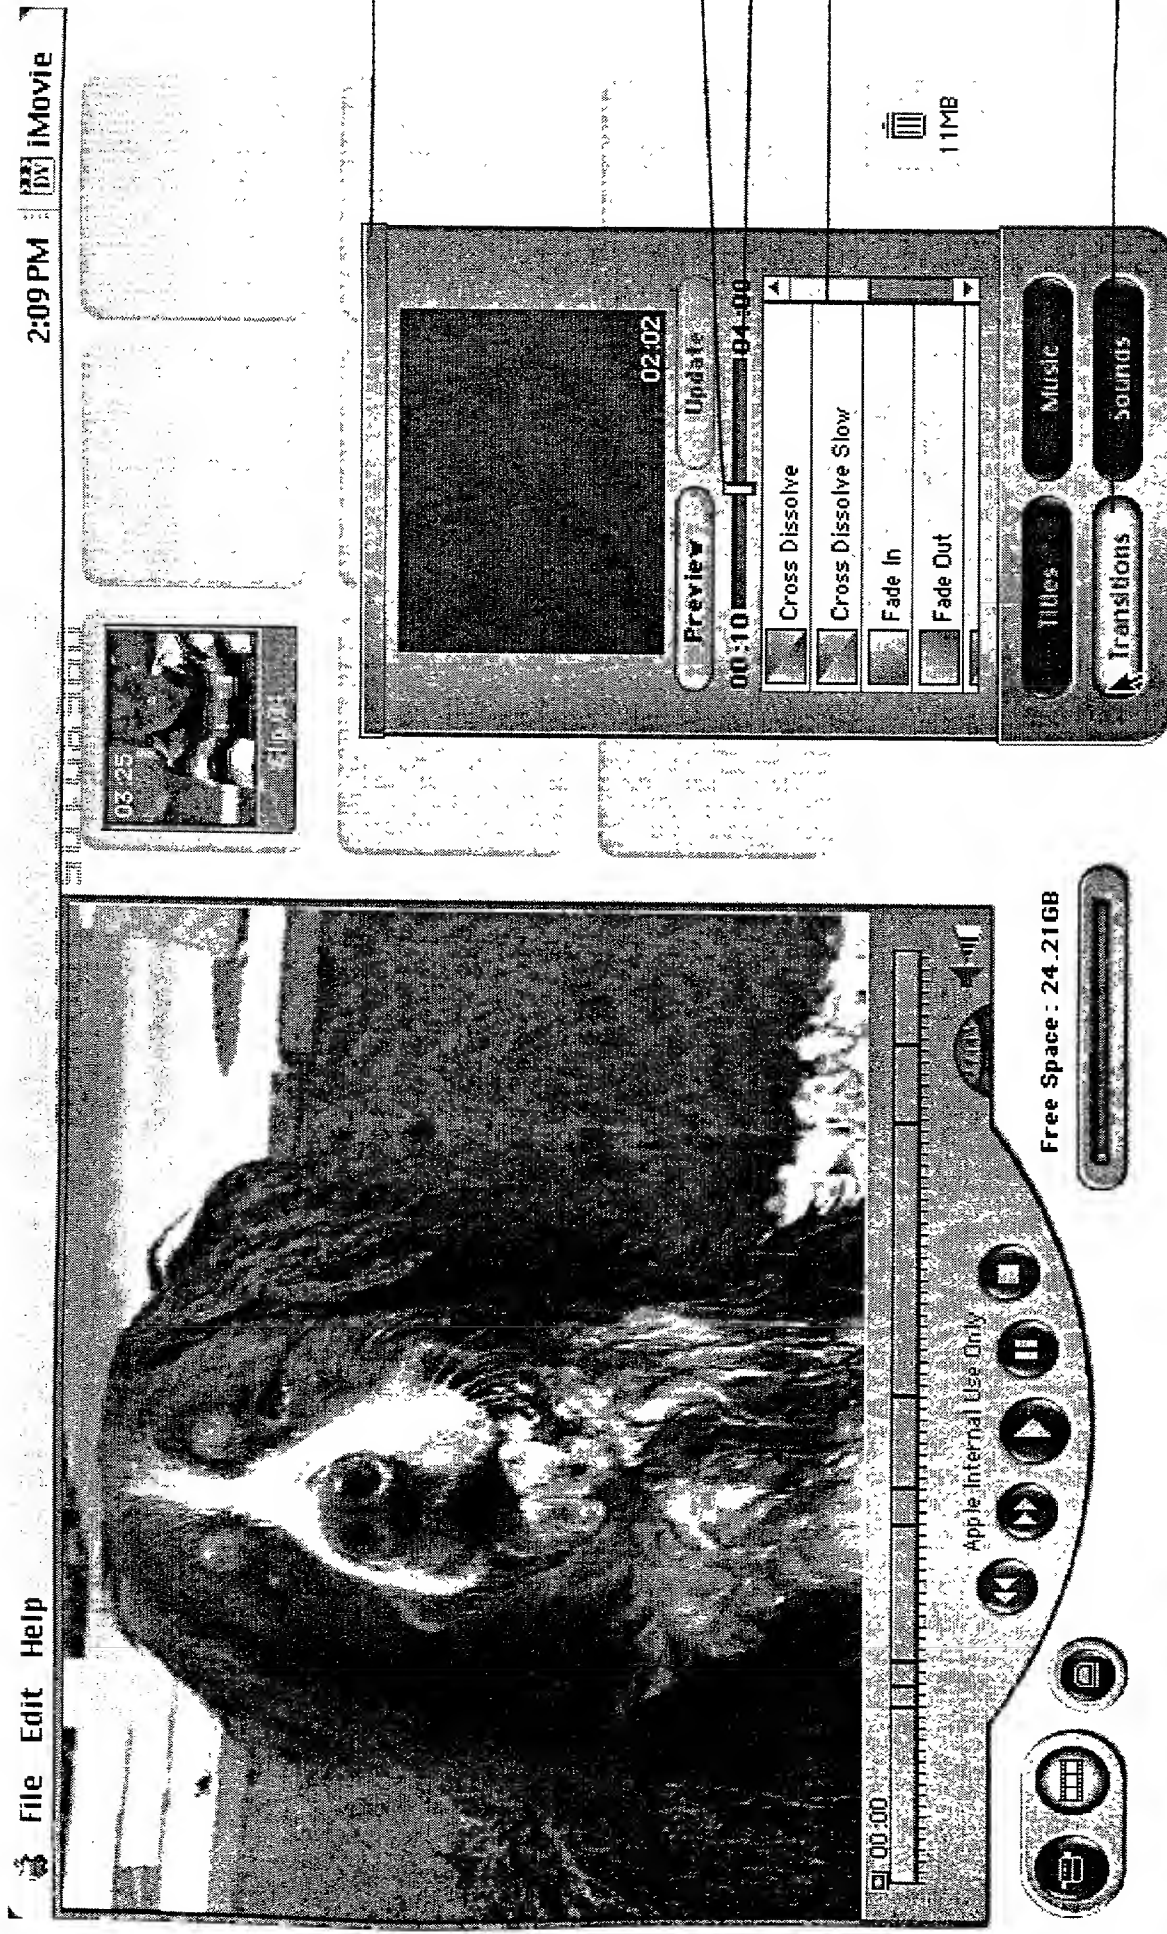 File Edit Help
2:09 PM
DV iMovie
03:25
02:02
Preview
Update
00:10
04:00
Cross Dissolve
Cross Dissolve Slow
Fade In
Fade Out
Titles
Music
Transitions
Sounds
11MB
00:00
Apple Internal Use Only
Free Space : 24.21GB